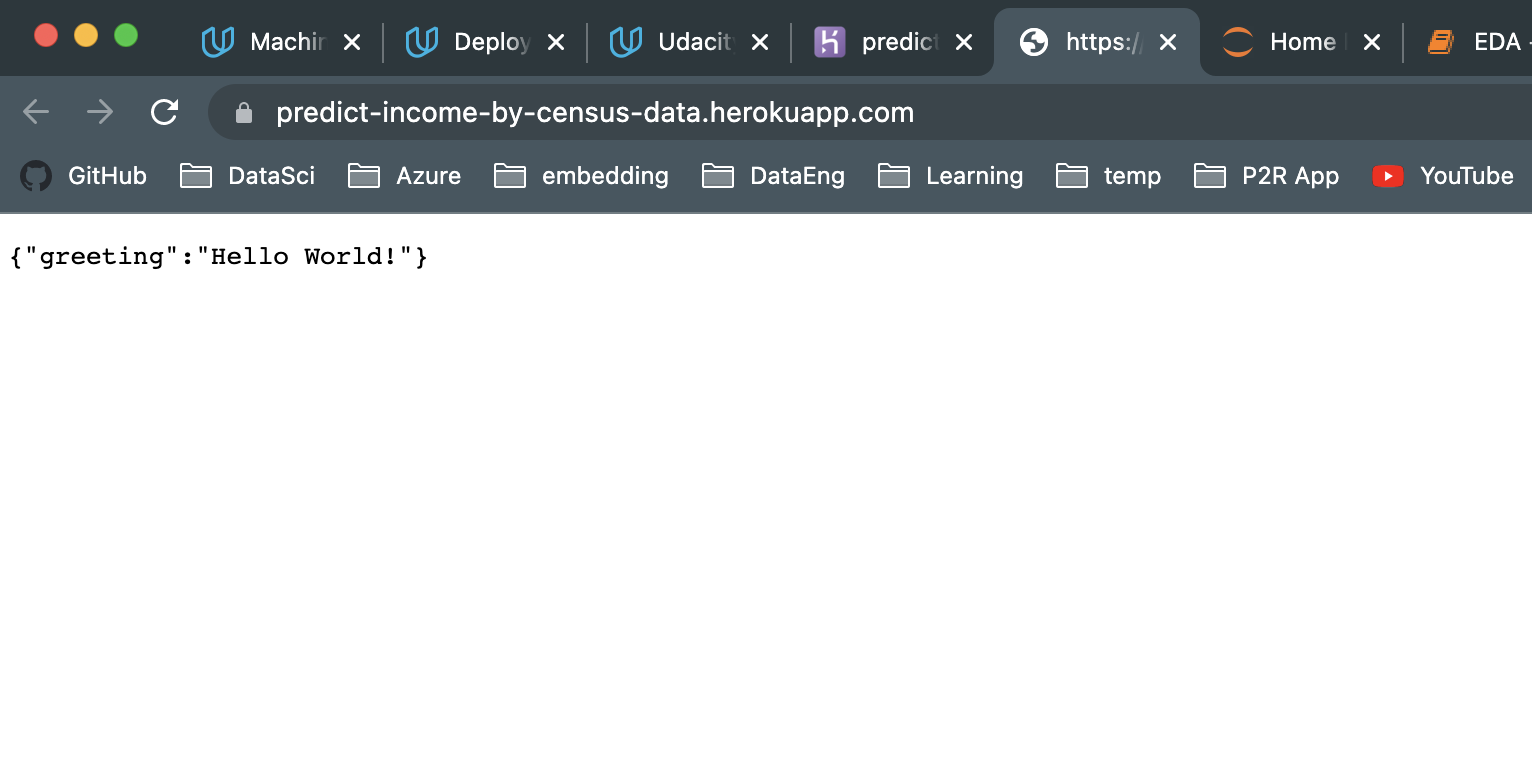 Machin Deploy Udacity predict https:/ Home EDA
predict-income-by-census-data.herokuapp.com
GitHub DataSci Azure embedding DataEng Learning temp P2R App YouTube
{"greeting":"Hello World!"}